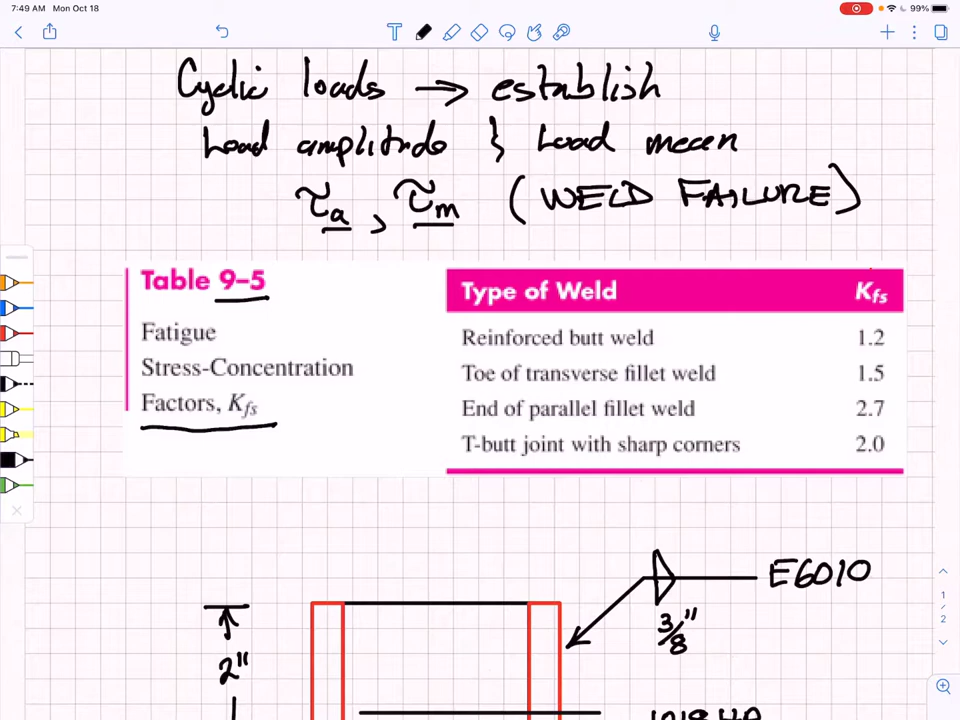 7:49 AM Mon Oct 18
99%
Cyclic loads → establish
Load amplitude & Load mean
τa, τm (WELD FAILURE)
Table 9–5
Fatigue
Stress-Concentration
Factors, Kfs
Type of Weld Kfs
Reinforced butt weld 1.2
Toe of transverse fillet weld 1.5
End of parallel fillet weld 2.7
T-butt joint with sharp corners 2.0
E6010
3/8"
2"
1
/
2